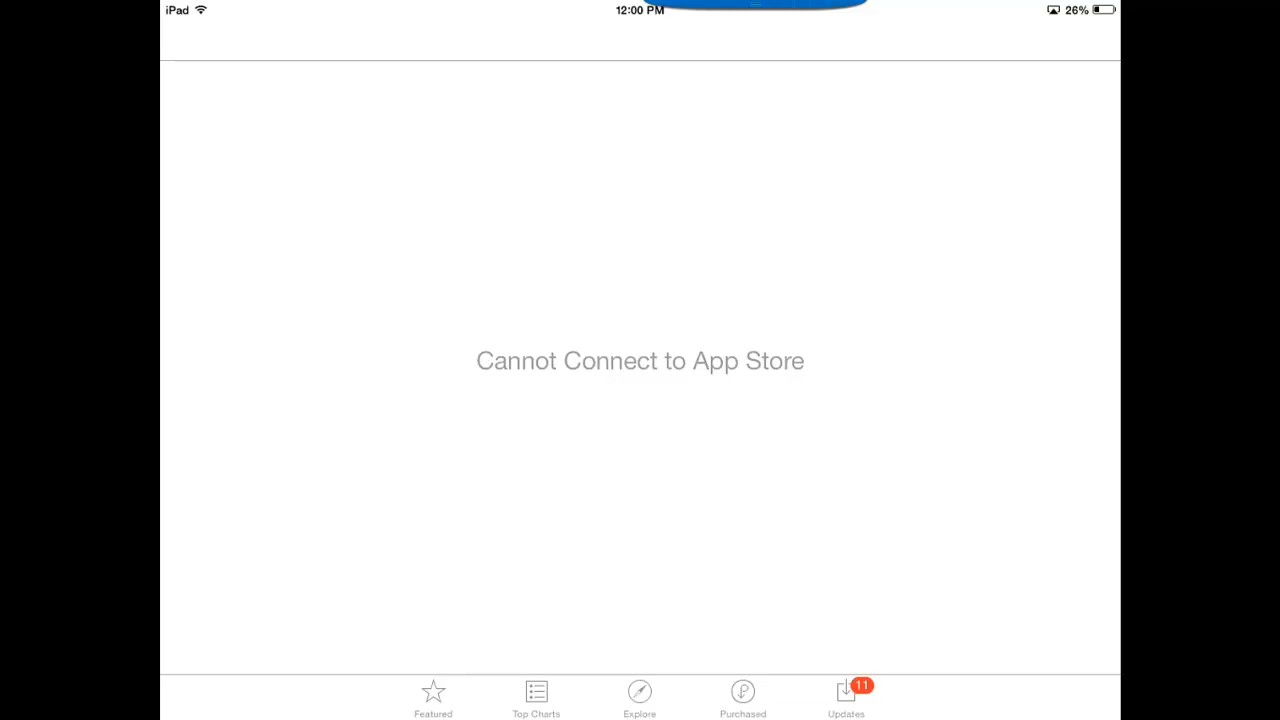 iPad 12:00 PM 26%
Cannot Connect to App Store
11
Featured Top Charts Explore Purchased Updates